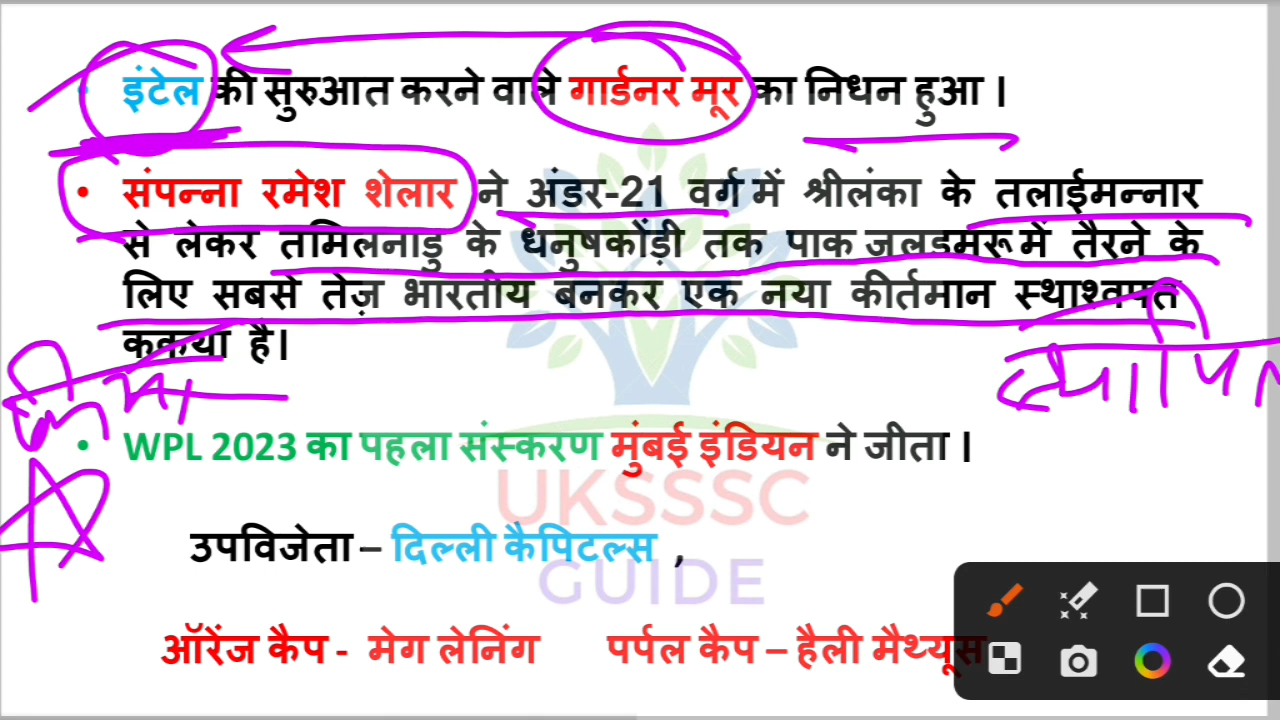 • इंटेल की सुरुआत करने वाले गार्डनर मूर का निधन हुआ ।
• संपन्ना रमेश शेलार ने अंडर-21 वर्ग में श्रीलंका के तलाईमन्नार
से लेकर तमिलनाडु के धनुषकोंड़ी तक पाक जलडमरू में तैरने के
लिए सबसे तेज़ भारतीय बनकर एक नया कीर्तमान स्थाश्वपत
ककया है।
किया
स्थापित
• WPL 2023 का पहला संस्करण मुंबई इंडियन ने जीता ।
UKSSSC
उपविजेता – दिल्ली कैपिटल्स ,
GUIDE
ऑरेंज कैप - मेग लेनिंग पर्पल कैप – हैली मैथ्यूस